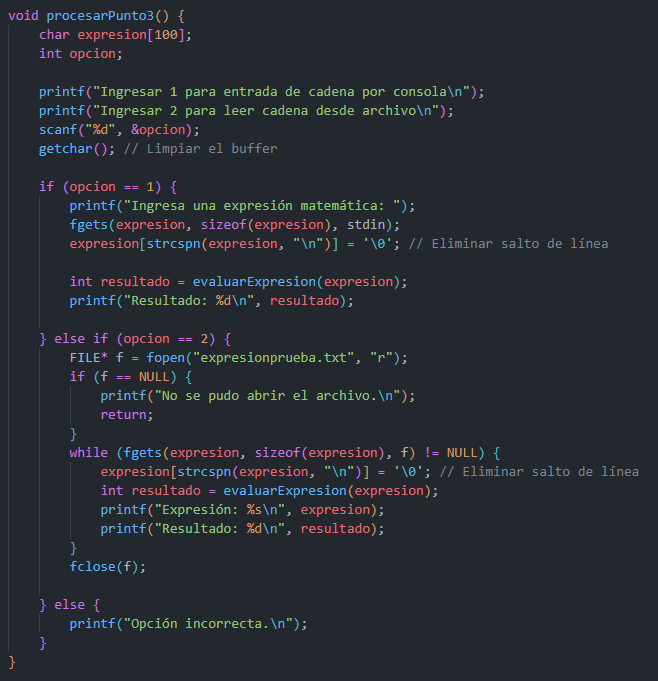 void procesarPunto3() {
    char expresion[100];
    int opcion;

    printf("Ingresar 1 para entrada de cadena por consola\n");
    printf("Ingresar 2 para leer cadena desde archivo\n");
    scanf("%d", &opcion);
    getchar(); // Limpiar el buffer

    if (opcion == 1) {
        printf("Ingresa una expresión matemática: ");
        fgets(expresion, sizeof(expresion), stdin);
        expresion[strcspn(expresion, "\n")] = '\0'; // Eliminar salto de línea

        int resultado = evaluarExpresion(expresion);
        printf("Resultado: %d\n", resultado);

    } else if (opcion == 2) {
        FILE* f = fopen("expresionprueba.txt", "r");
        if (f == NULL) {
            printf("No se pudo abrir el archivo.\n");
            return;
        }
        while (fgets(expresion, sizeof(expresion), f) != NULL) {
            expresion[strcspn(expresion, "\n")] = '\0'; // Eliminar salto de línea
            int resultado = evaluarExpresion(expresion);
            printf("Expresión: %s\n", expresion);
            printf("Resultado: %d\n", resultado);
        }
        fclose(f);

    } else {
        printf("Opción incorrecta.\n");
    }
}